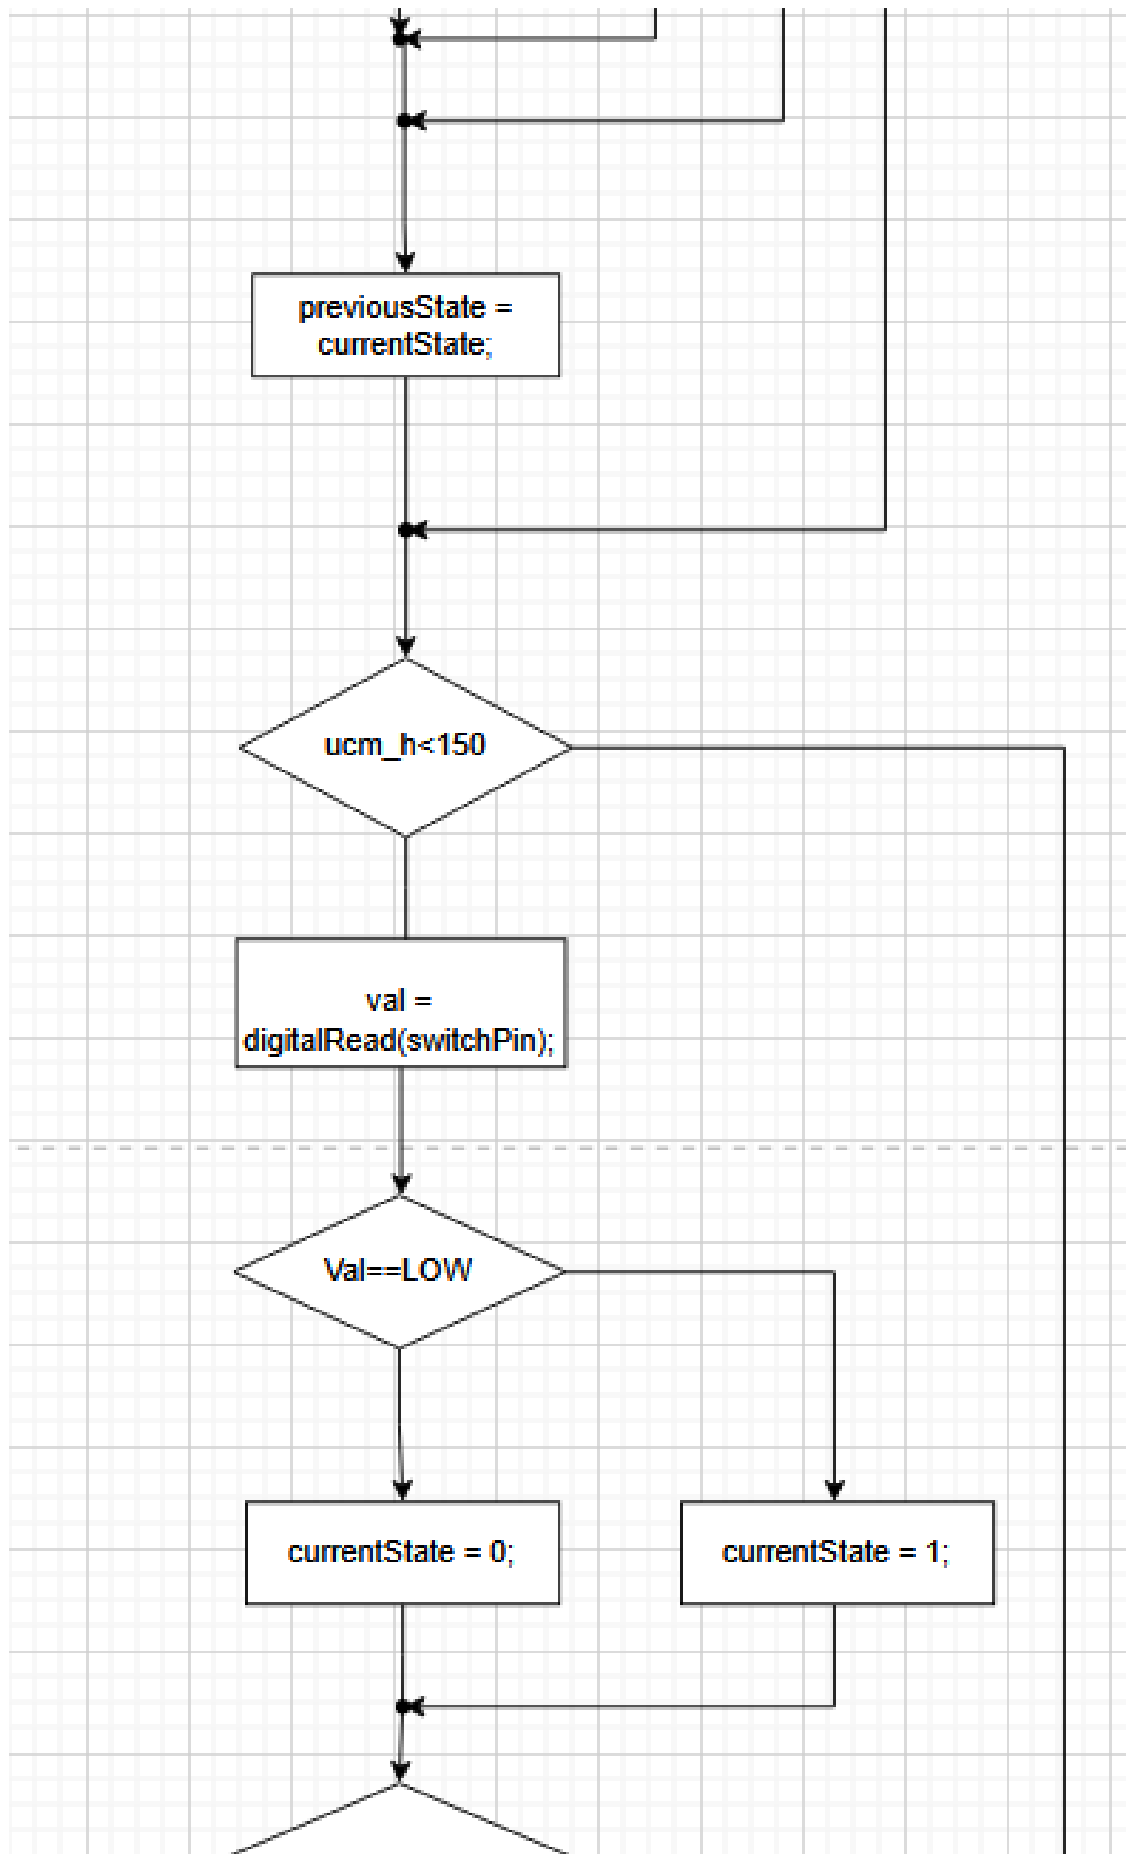 previousState =
currentState;
ucm_h<150
val =
digitalRead(switchPin);
Val==LOW
currentState = 0;
currentState = 1;